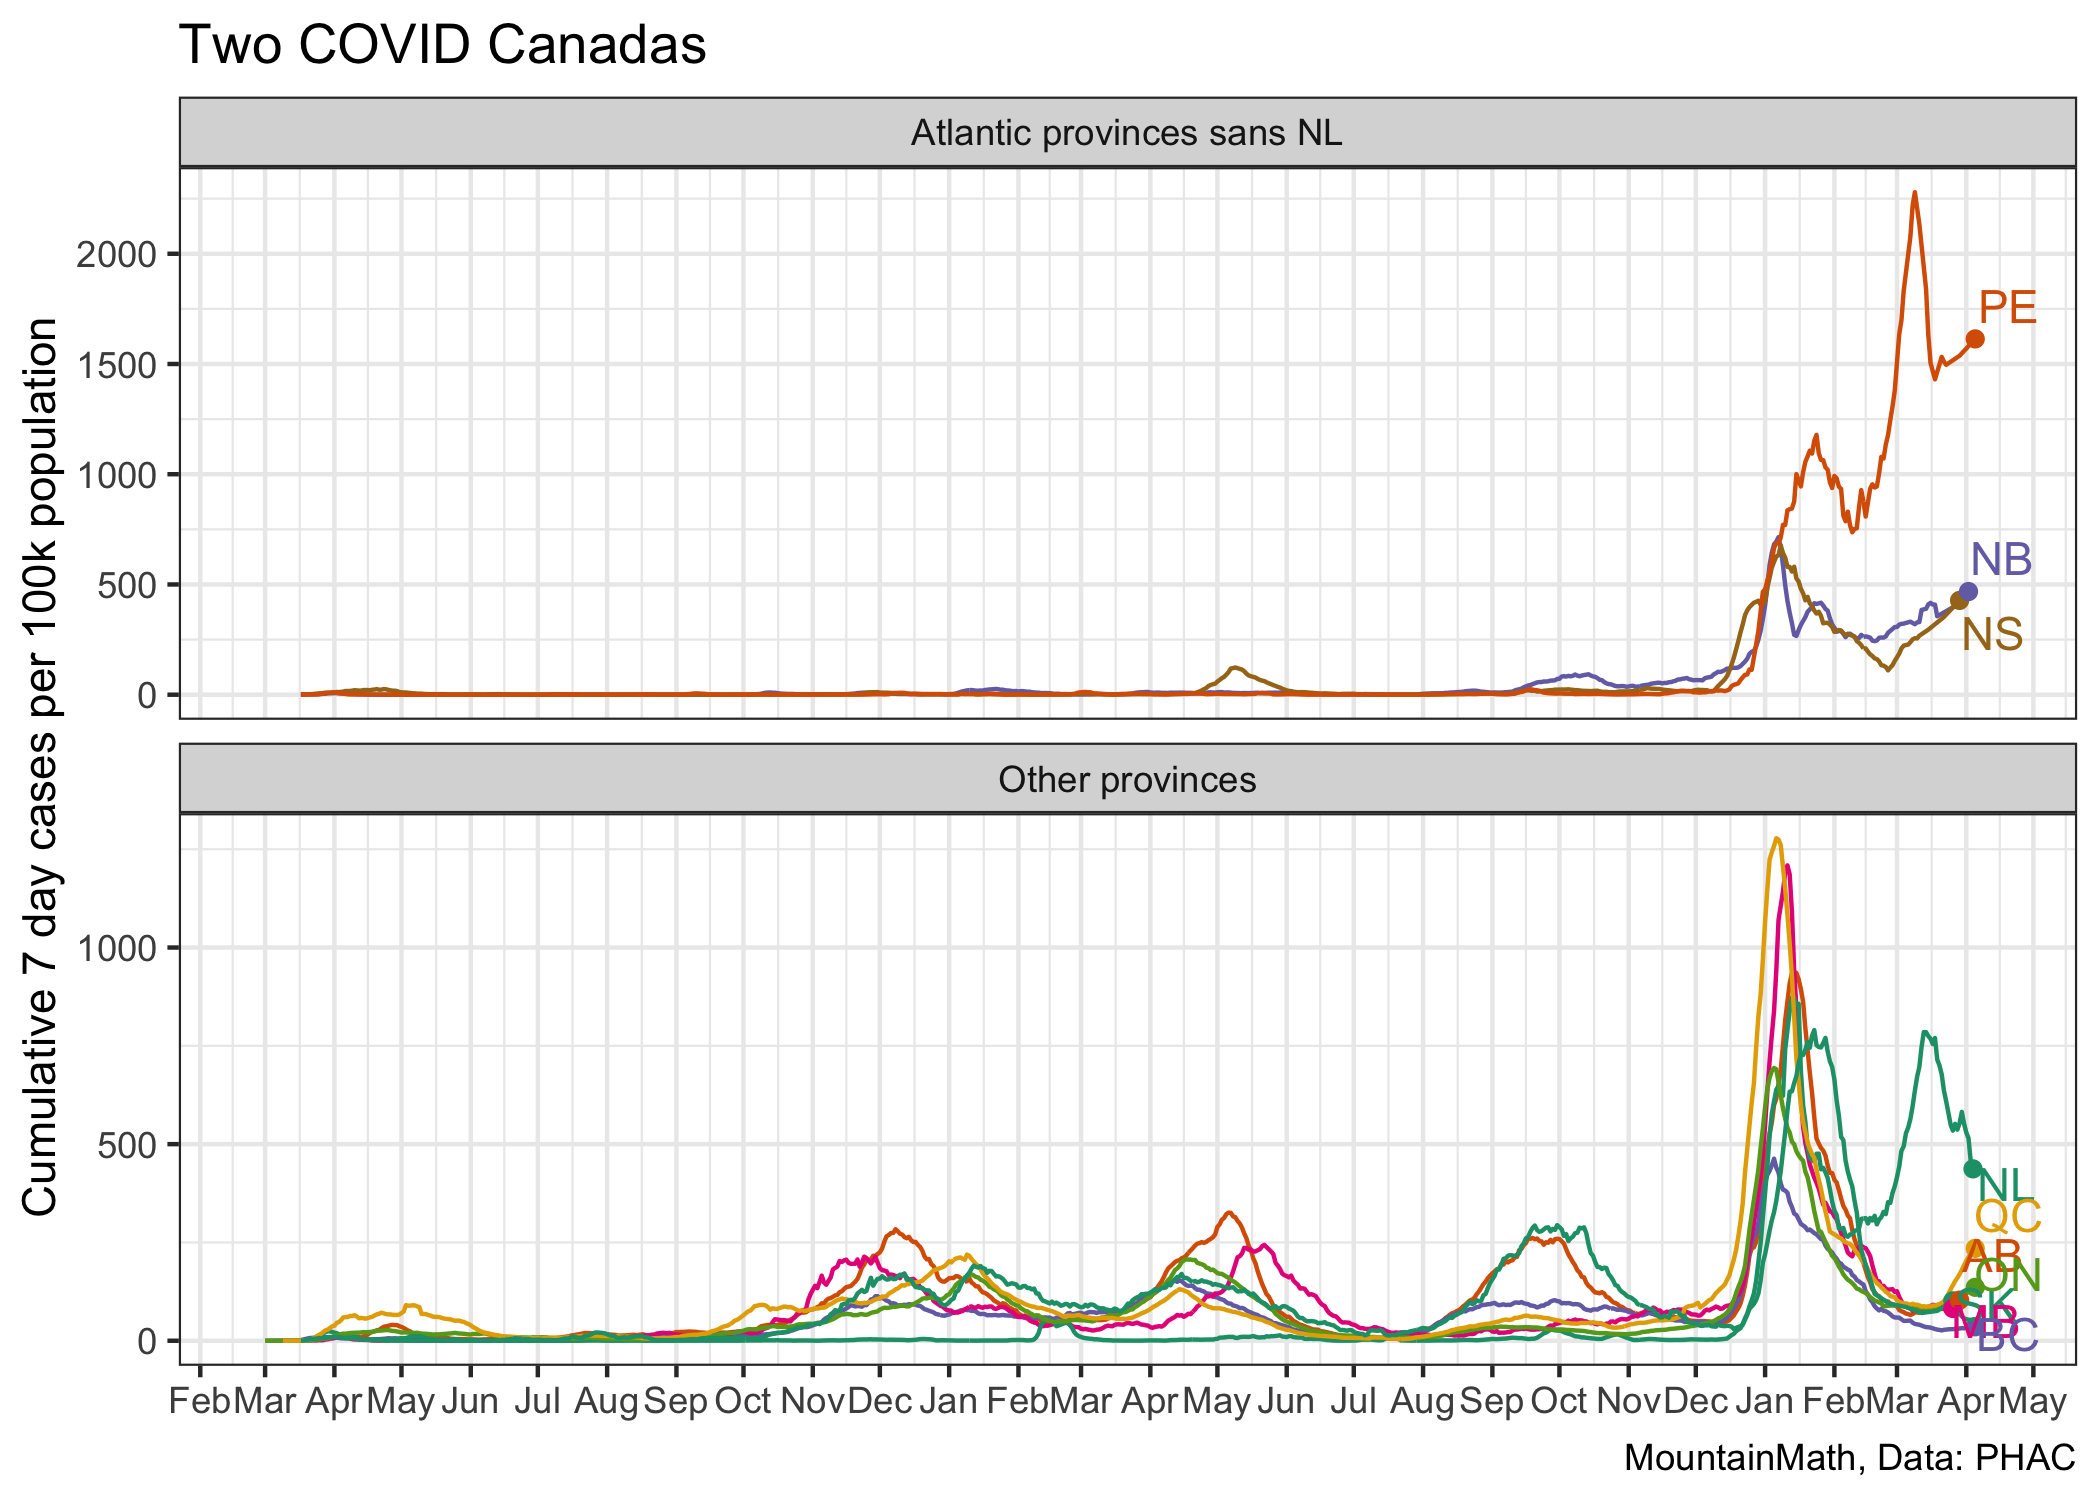 Two COVID Canadas
Atlantic provinces sans NL
Cumulative 7 day cases per 100k population
2000
1500
1000
500
0
PE
NB
NS
Other provinces
1000
500
0
NL
QC
AB
ON
SK
MB
BC
Feb Mar Apr May Jun Jul Aug Sep Oct Nov Dec Jan Feb Mar Apr May Jun Jul Aug Sep Oct Nov Dec Jan Feb Mar Apr May
MountainMath, Data: PHAC